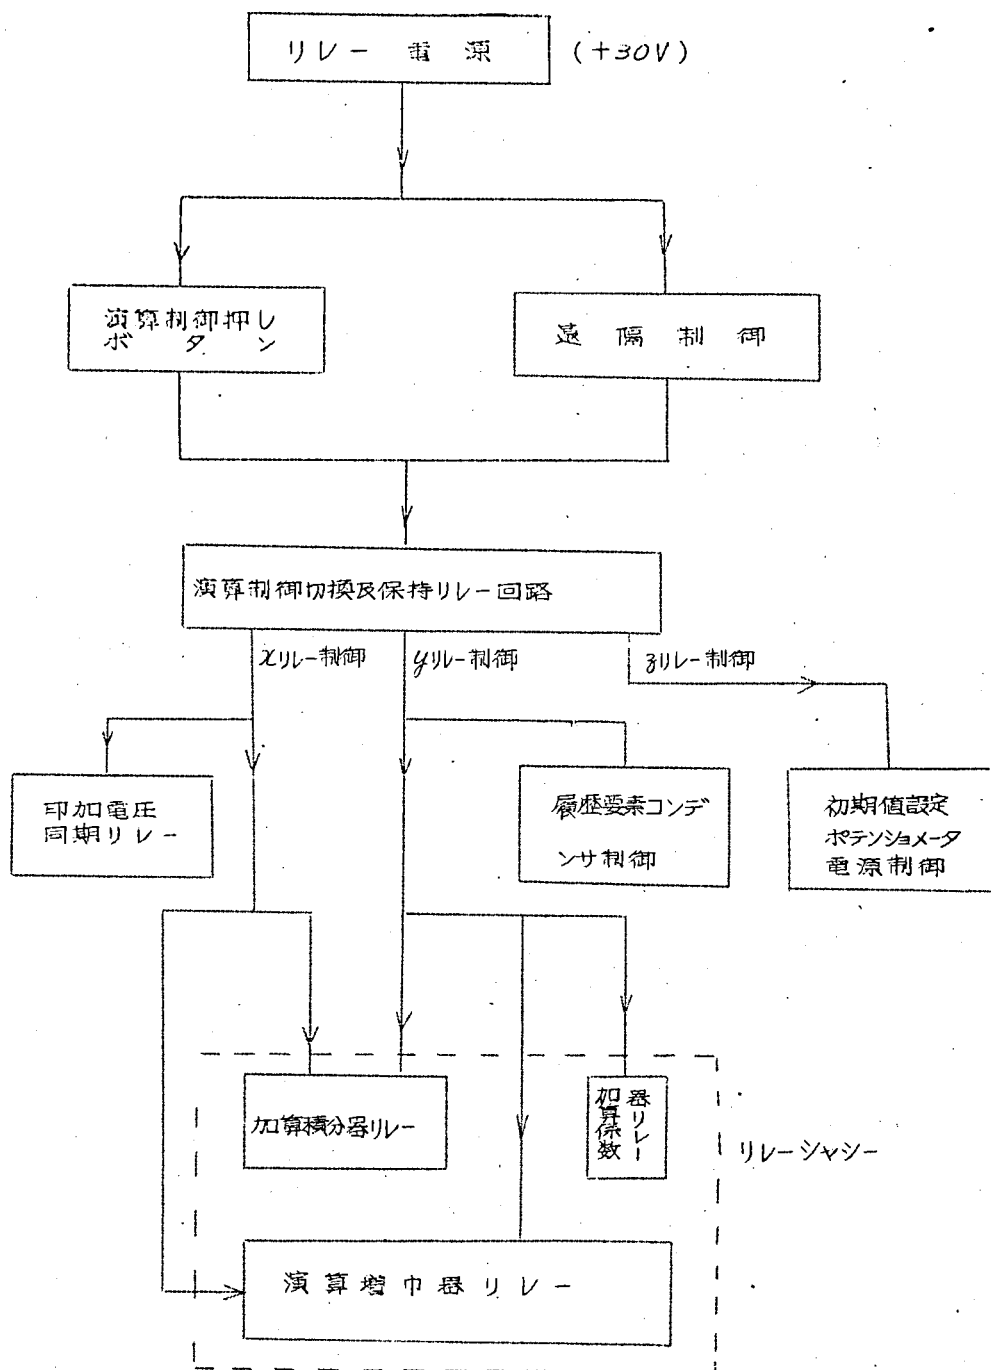 リレー 電 源 (+30V)
演算制御押し
ボ タ ン
遠 隔 制 御
演算制御切換及保持リレー回路
xリレー制御
yリレー制御
zリレー制御
印加電圧
同期リレー
履歴要素コンデ
ンサ制御
初期値設定
ポテンショメータ
電源制御
加算積分器リレー
加算係数
器リレー
リレーシャシー
演 算 増 巾 器 リ レ ー